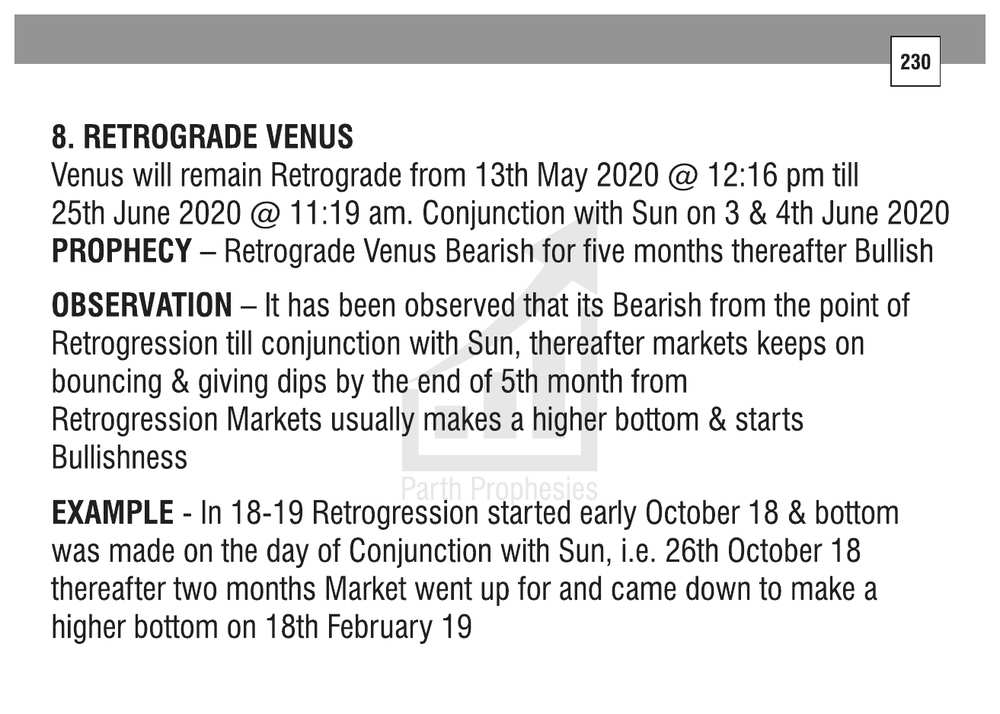 230
8. RETROGRADE VENUS
Venus will remain Retrograde from 13th May 2020 @ 12:16 pm till
25th June 2020 @ 11:19 am. Conjunction with Sun on 3 & 4th June 2020
PROPHECY – Retrograde Venus Bearish for five months thereafter Bullish
OBSERVATION – It has been observed that its Bearish from the point of
Retrogression till conjunction with Sun, thereafter markets keeps on
bouncing & giving dips by the end of 5th month from
Retrogression Markets usually makes a higher bottom & starts
Bullishness
Parth Prophesies
EXAMPLE - In 18-19 Retrogression started early October 18 & bottom
was made on the day of Conjunction with Sun, i.e. 26th October 18
thereafter two months Market went up for and came down to make a
higher bottom on 18th February 19